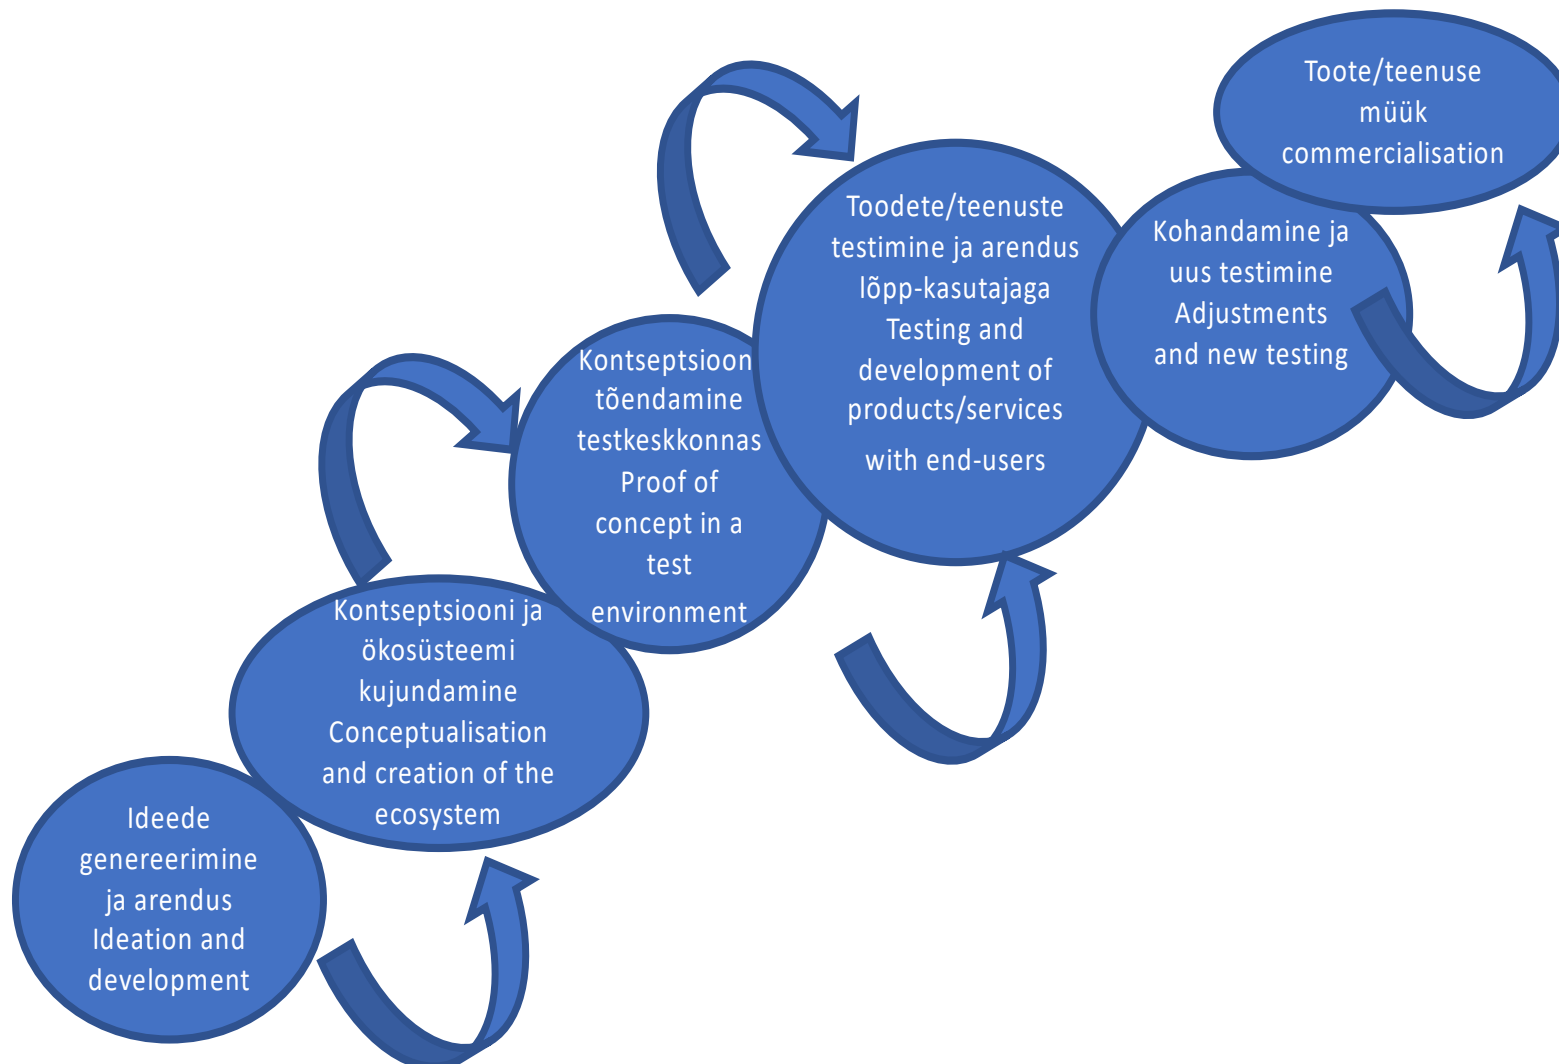 Ideede
genereerimine
ja arendus
Ideation and
development
Kontseptsiooni ja
ökosüsteemi
kujundamine
Conceptualisation
and creation of the
ecosystem
Kontseptsioon
tõendamine
testkeskkonnas
Proof of
concept in a
test
environment
Toodete/teenuste
testimine ja arendus
lõpp-kasutajaga
Testing and
development of
products/services
with end-users
Kohandamine ja
uus testimine
Adjustments
and new testing
Toote/teenuse
müük
commercialisation